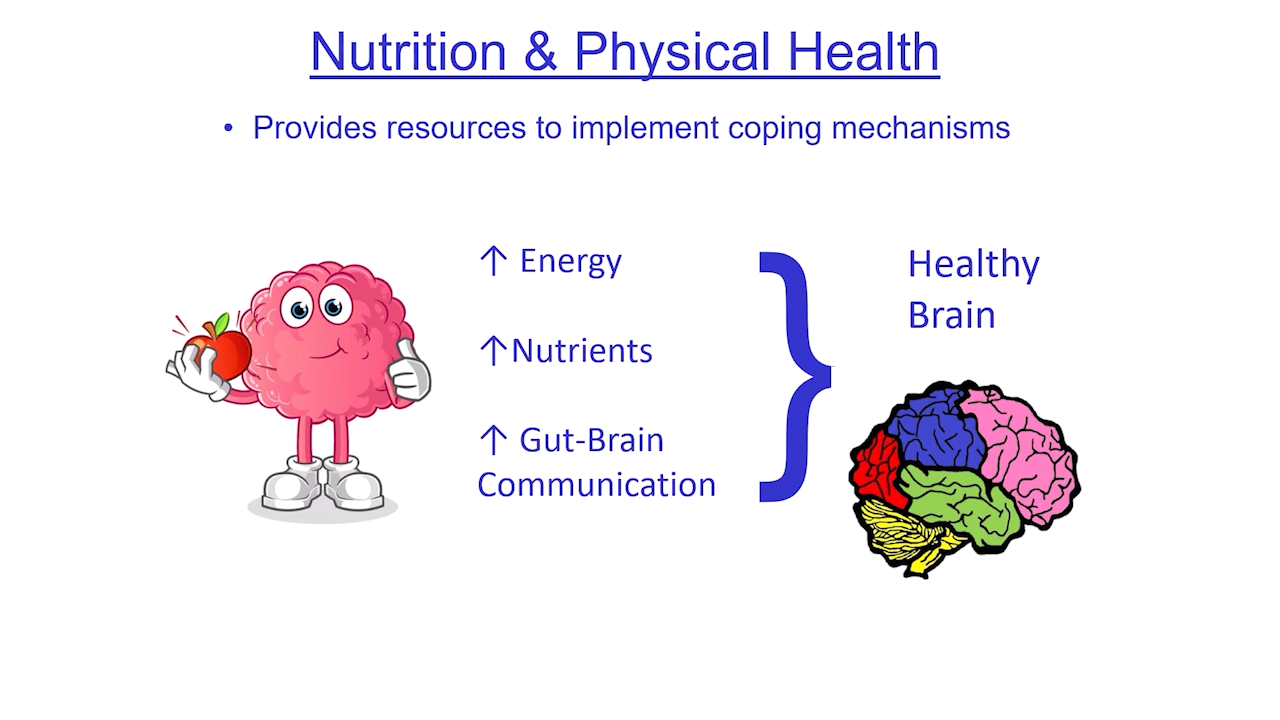 Nutrition & Physical Health
• Provides resources to implement coping mechanisms
↑ Energy
↑Nutrients
↑ Gut-Brain
Communication
}
Healthy
Brain